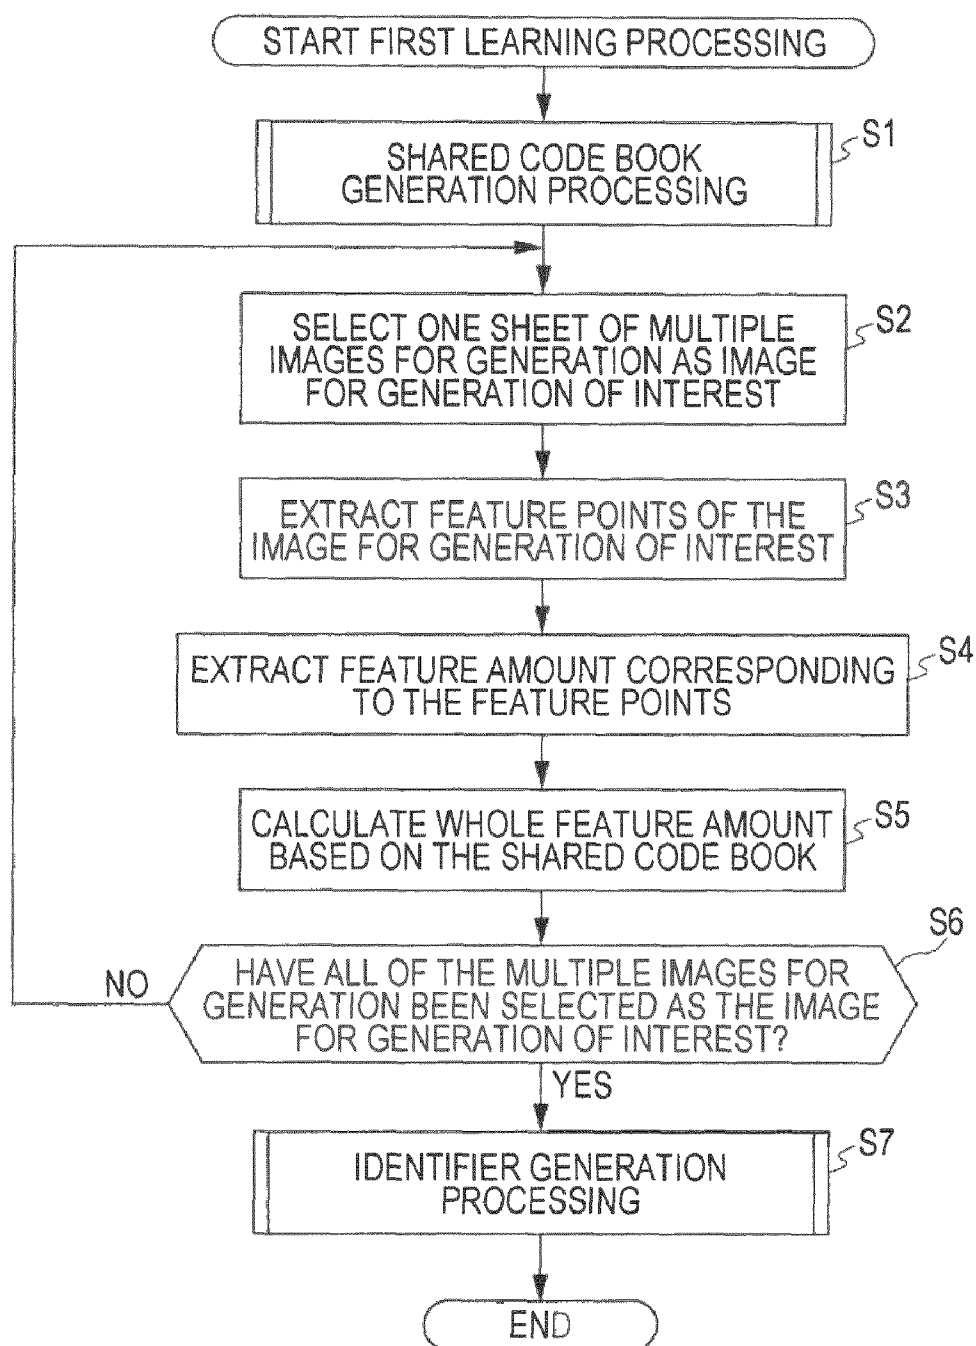 START FIRST LEARNING PROCESSING
S1
SHARED CODE BOOK
GENERATION PROCESSING
S2
SELECT ONE SHEET OF MULTIPLE
IMAGES FOR GENERATION AS IMAGE
FOR GENERATION OF INTEREST
S3
EXTRACT FEATURE POINTS OF THE
IMAGE FOR GENERATION OF INTEREST
S4
EXTRACT FEATURE AMOUNT CORRESPONDING
TO THE FEATURE POINTS
S5
CALCULATE WHOLE FEATURE AMOUNT
BASED ON THE SHARED CODE BOOK
S6
NO
HAVE ALL OF THE MULTIPLE IMAGES FOR
GENERATION BEEN SELECTED AS THE IMAGE
FOR GENERATION OF INTEREST?
YES
S7
IDENTIFIER GENERATION
PROCESSING
END